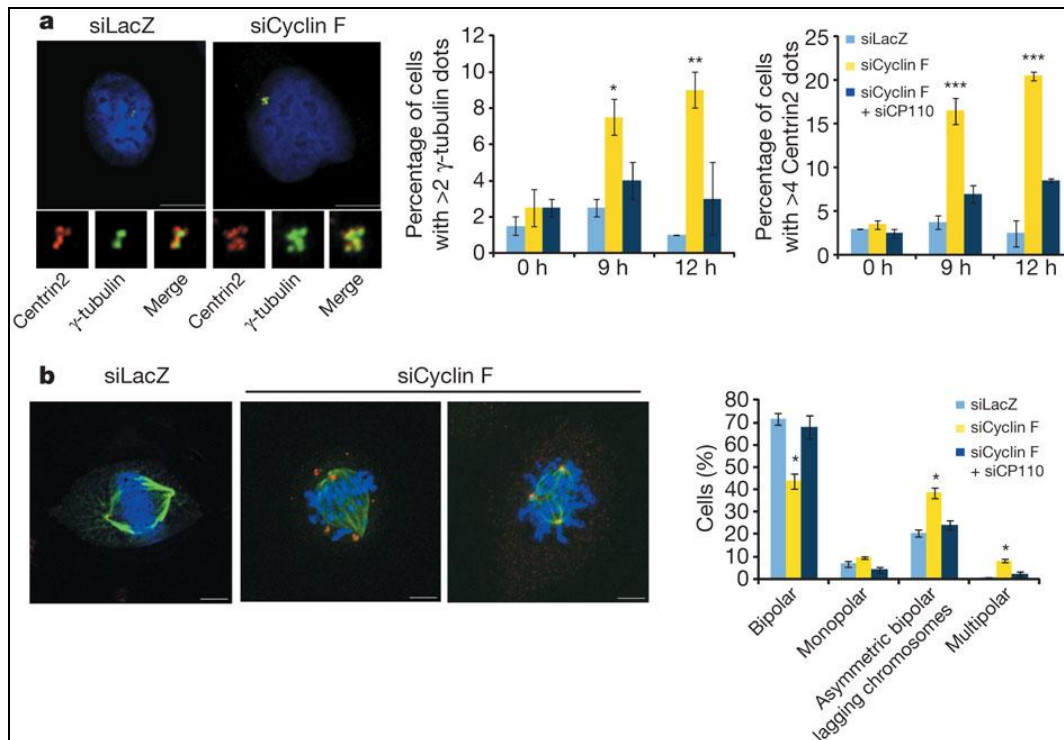 a
siLacZ
siCyclin F
Centrin2
γ-tubulin
Merge
Centrin2
γ-tubulin
Merge
Percentage of cells
with >2 γ-tubulin dots
12
10
8
6
4
2
0
*
**
0 h
9 h
12 h
Percentage of cells
with >4 Centrin2 dots
25
20
15
10
5
0
siLacZ
siCyclin F
siCyclin F
+ siCP110
***
***
0 h
9 h
12 h
b
siLacZ
siCyclin F
Cells (%)
80
70
60
50
40
30
20
10
0
siLacZ
siCyclin F
siCyclin F
+ siCP110
*
*
*
Bipolar
Monopolar
Asymmetric bipolar
lagging chromosomes
Multipolar